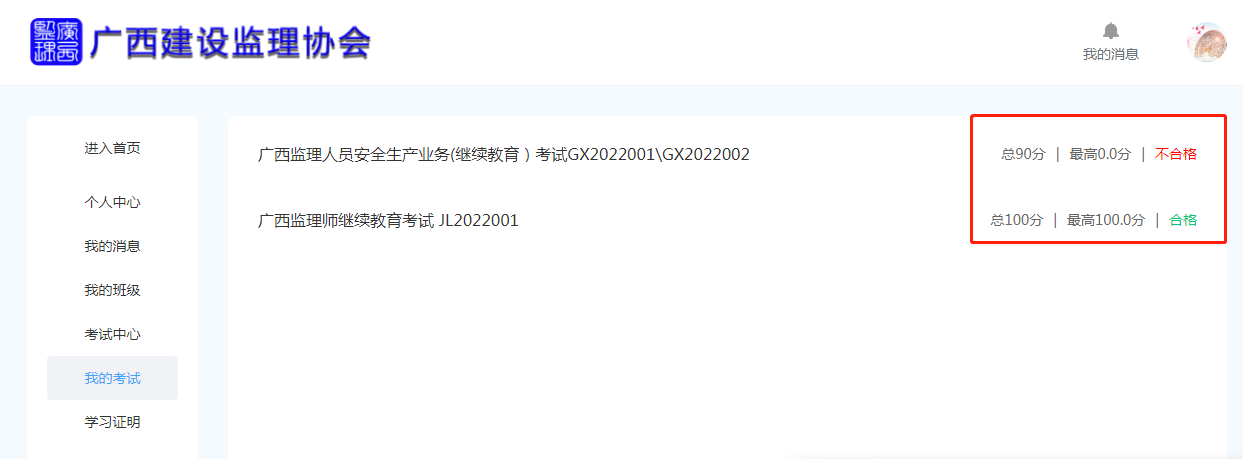 廣西監理
广西建设监理协会
我的消息
进入首页
个人中心
我的消息
我的班级
考试中心
我的考试
学习证明
广西监理人员安全生产业务(继续教育）考试GX2022001\GX2022002
总90分 | 最高0.0分 | 不合格
广西监理师继续教育考试 JL2022001
总100分 | 最高100.0分 | 合格